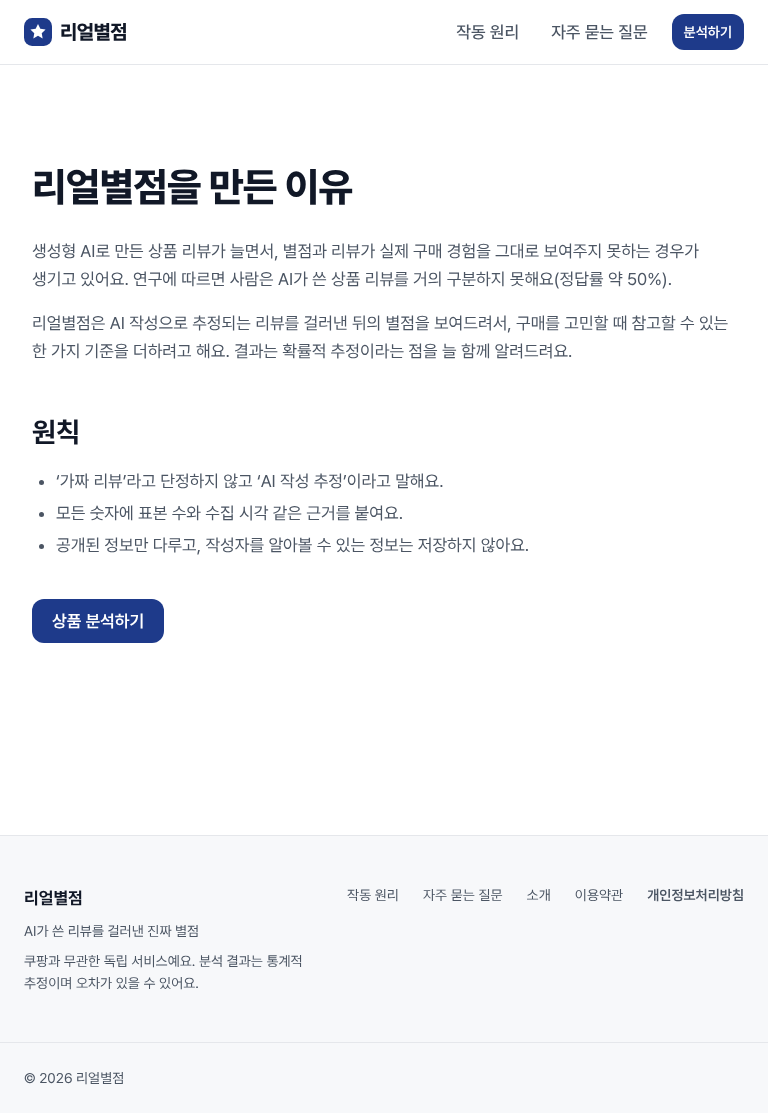 리얼별점
작동 원리
자주 묻는 질문
분석하기
리얼별점을 만든 이유
생성형 AI로 만든 상품 리뷰가 늘면서, 별점과 리뷰가 실제 구매 경험을 그대로 보여주지 못하는 경우가
생기고 있어요. 연구에 따르면 사람은 AI가 쓴 상품 리뷰를 거의 구분하지 못해요(정답률 약 50%).
리얼별점은 AI 작성으로 추정되는 리뷰를 걸러낸 뒤의 별점을 보여드려서, 구매를 고민할 때 참고할 수 있는
한 가지 기준을 더하려고 해요. 결과는 확률적 추정이라는 점을 늘 함께 알려드려요.
원칙
• ‘가짜 리뷰’라고 단정하지 않고 ‘AI 작성 추정’이라고 말해요.
• 모든 숫자에 표본 수와 수집 시각 같은 근거를 붙여요.
• 공개된 정보만 다루고, 작성자를 알아볼 수 있는 정보는 저장하지 않아요.
상품 분석하기
리얼별점
AI가 쓴 리뷰를 걸러낸 진짜 별점
쿠팡과 무관한 독립 서비스예요. 분석 결과는 통계적
추정이며 오차가 있을 수 있어요.
작동 원리
자주 묻는 질문
소개
이용약관
개인정보처리방침
© 2026 리얼별점